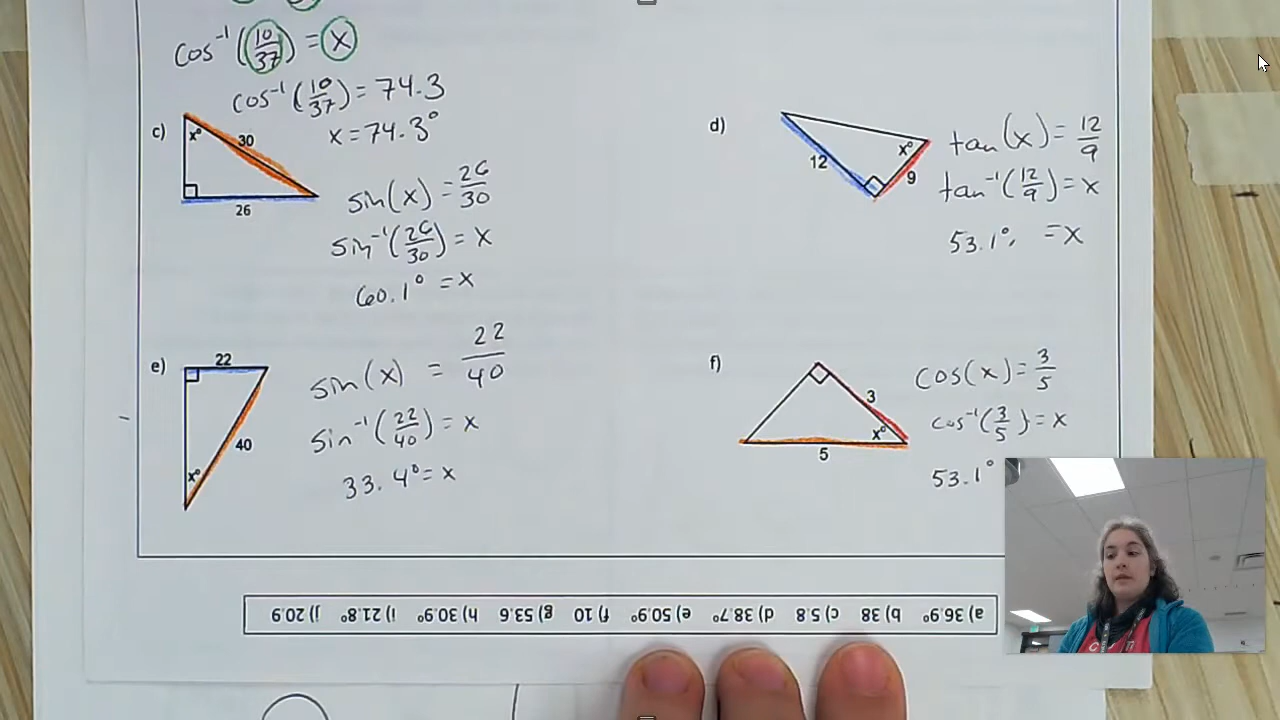 cos⁻¹(10/37) = x
cos⁻¹(10/37) = 74.3
x = 74.3°
c)
x°
30
26
sin(x) = 26/30
sin⁻¹(26/30) = x
60.1° = x
d)
12
x°
9
tan(x) = 12/9
tan⁻¹(12/9) = x
53.1°. = x
e)
22
40
x°
sin(x) = 22/40
sin⁻¹(22/40) = x
33.4° = x
f)
3
x°
5
cos(x) = 3/5
cos⁻¹(3/5) = x
53.1°
a) 36.9° b) 38 c) 5.8 d) 38.7° e) 50.9° f) 10 g) 53.6 h) 30.9° i) 21.8° j) 20.9